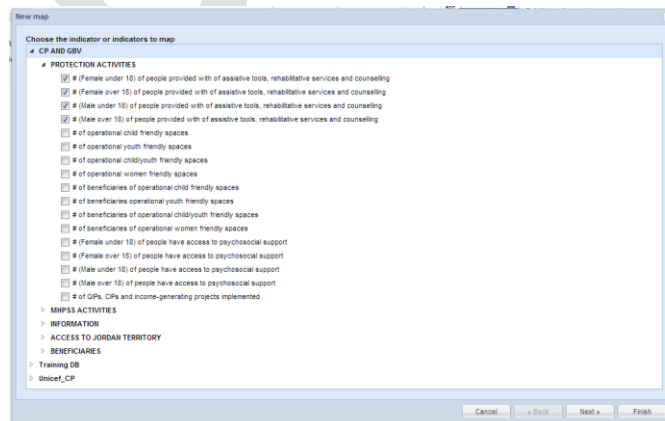 New map
Choose the indicator or indicators to map
CP AND GBV
PROTECTION ACTIVITIES
# (Female under 18) of people provided with of assistive tools, rehabilitative services and counselling
# (Female over 18) of people provided with of assistive tools, rehabilitative services and counselling
# (Male under 18) of people provided with of assistive tools, rehabilitative services and counselling
# (Male over 18) of people provided with of assistive tools, rehabilitative services and counselling
# of operational child friendly spaces
# of operational youth friendly spaces
# of operational child/youth friendly spaces
# of operational women friendly spaces
# of beneficiaries of operational child friendly spaces
# of beneficiaries operational youth friendly spaces
# of beneficiaries of operational child/youth friendly spaces
# of beneficiaries of operational women friendly spaces
# (Female under 18) of people have access to psychosocial support
# (Female over 18) of people have access to psychosocial support
# (Male under 18) of people have access to psychosocial support
# (Male over 18) of people have access to psychosocial support
# of QIPs, CIPs and income-generating projects implemented
MHPSS ACTIVITIES
INFORMATION
ACCESS TO JORDAN TERRITORY
BENEFICIARIES
Training DB
Unicef_CP
Cancel « Back Next » Finish